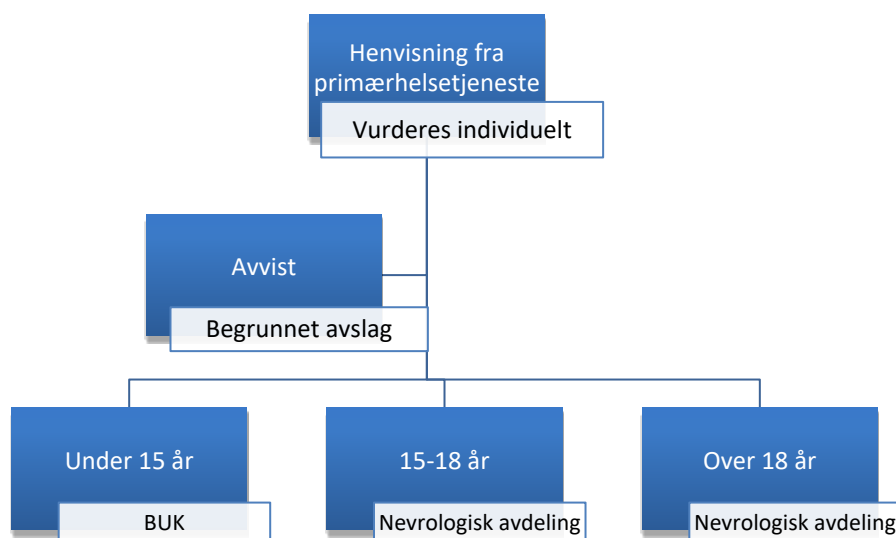 Henvisning fra
primærhelsetjeneste
Vurderes individuelt
Avvist
Begrunnet avslag
Under 15 år
BUK
15-18 år
Nevrologisk avdeling
Over 18 år
Nevrologisk avdeling